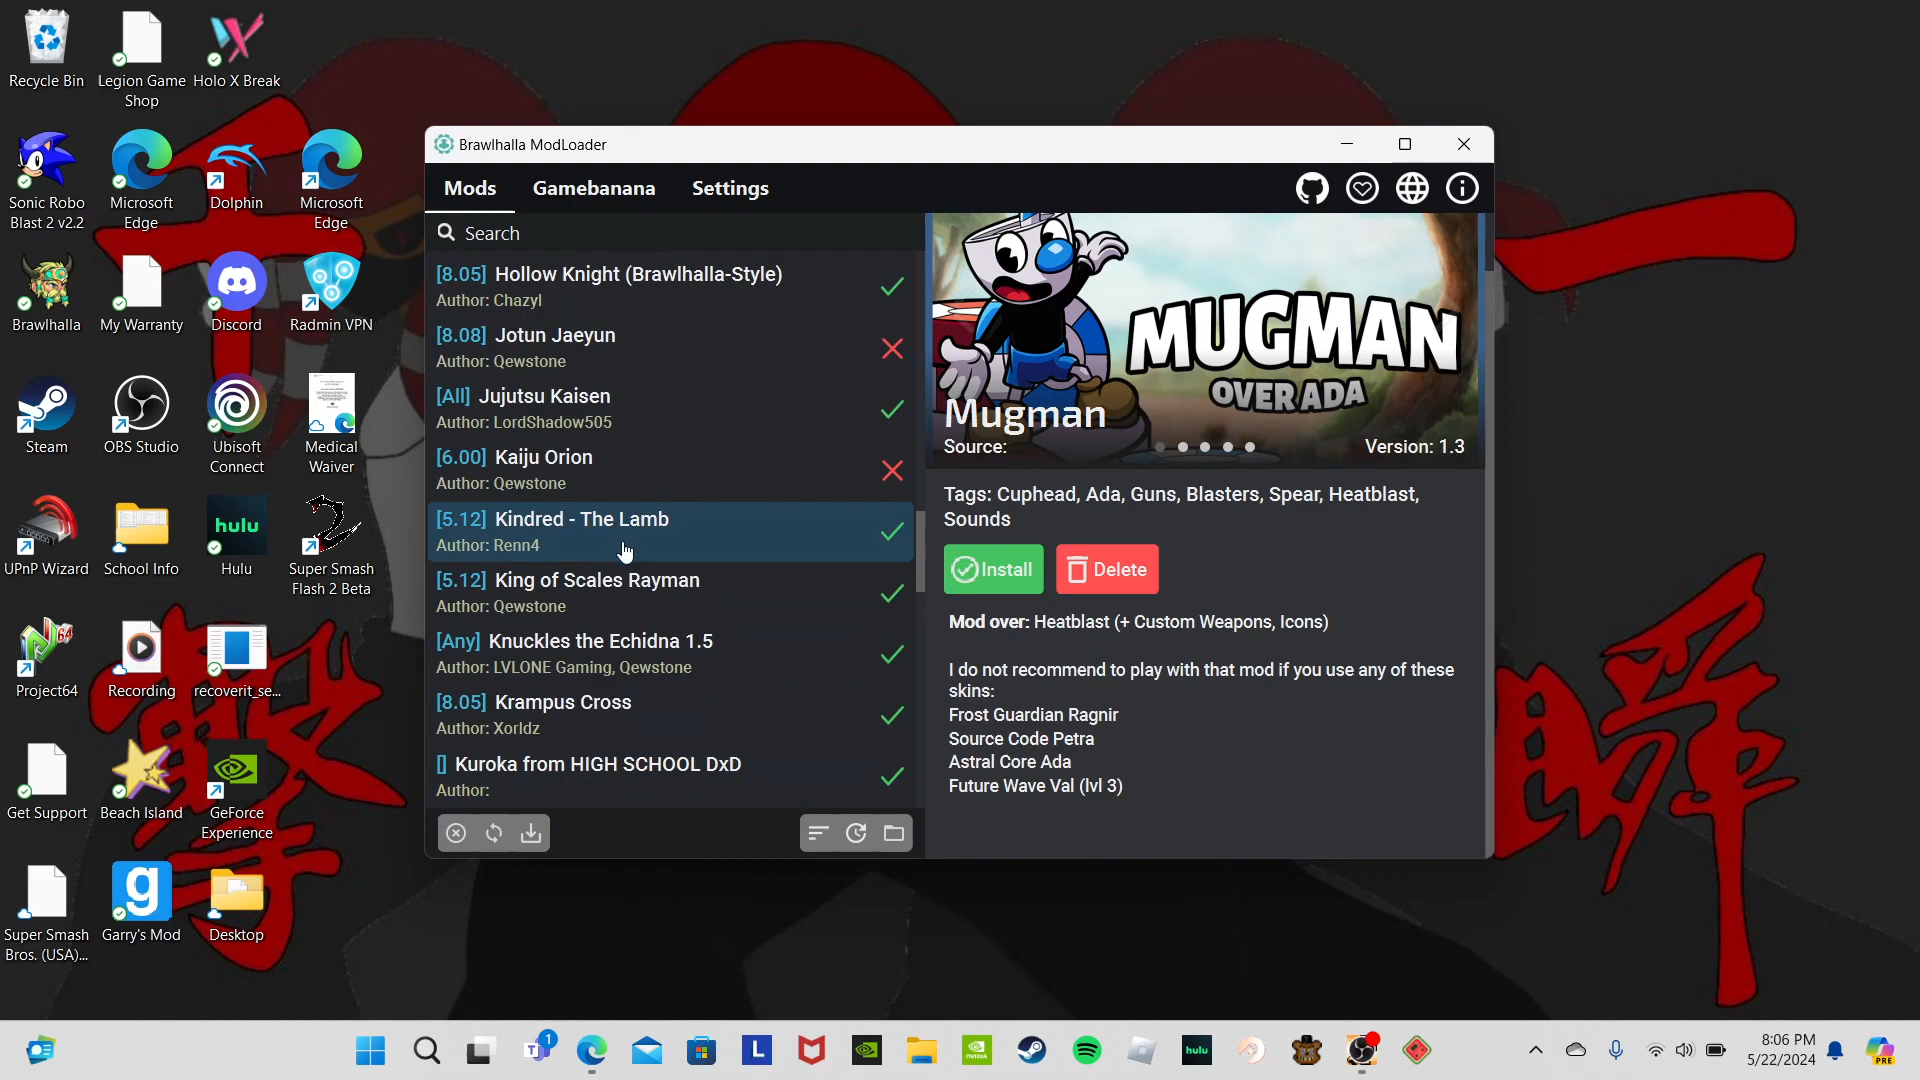 Recycle Bin
Legion Game
Shop
Holo X Break
Sonic Robo
Blast 2 v2.2
Microsoft
Edge
Dolphin
Microsoft
Edge
Brawlhalla
My Warranty
Discord
Radmin VPN
Steam
OBS Studio
Ubisoft
Connect
Medical
Waiver
UPnP Wizard
School Info
hulu
Hulu
Super Smash
Flash 2 Beta
Project64
Recording
recoverit_se...
Get Support
Beach Island
GeForce
Experience
Super Smash
Bros. (USA)...
Garry's Mod
Desktop
Brawlhalla ModLoader
Mods
Gamebanana
Settings
Search
[8.05] Hollow Knight (Brawlhalla-Style)
Author: Chazyl
[8.08] Jotun Jaeyun
Author: Qewstone
[All] Jujutsu Kaisen
Author: LordShadow505
[6.00] Kaiju Orion
Author: Qewstone
[5.12] Kindred - The Lamb
Author: Renn4
[5.12] King of Scales Rayman
Author: Qewstone
[Any] Knuckles the Echidna 1.5
Author: LVLONE Gaming, Qewstone
[8.05] Krampus Cross
Author: Xorldz
[] Kuroka from HIGH SCHOOL DxD
Author:
MUGMAN
OVER ADA
Mugman
Source:
Version: 1.3
Tags: Cuphead, Ada, Guns, Blasters, Spear, Heatblast,
Sounds
Install
Delete
Mod over: Heatblast (+ Custom Weapons, Icons)
I do not recommend to play with that mod if you use any of these
skins:
Frost Guardian Ragnir
Source Code Petra
Astral Core Ada
Future Wave Val (lvl 3)
1
L
hulu
8:06 PM
5/22/2024
PRE